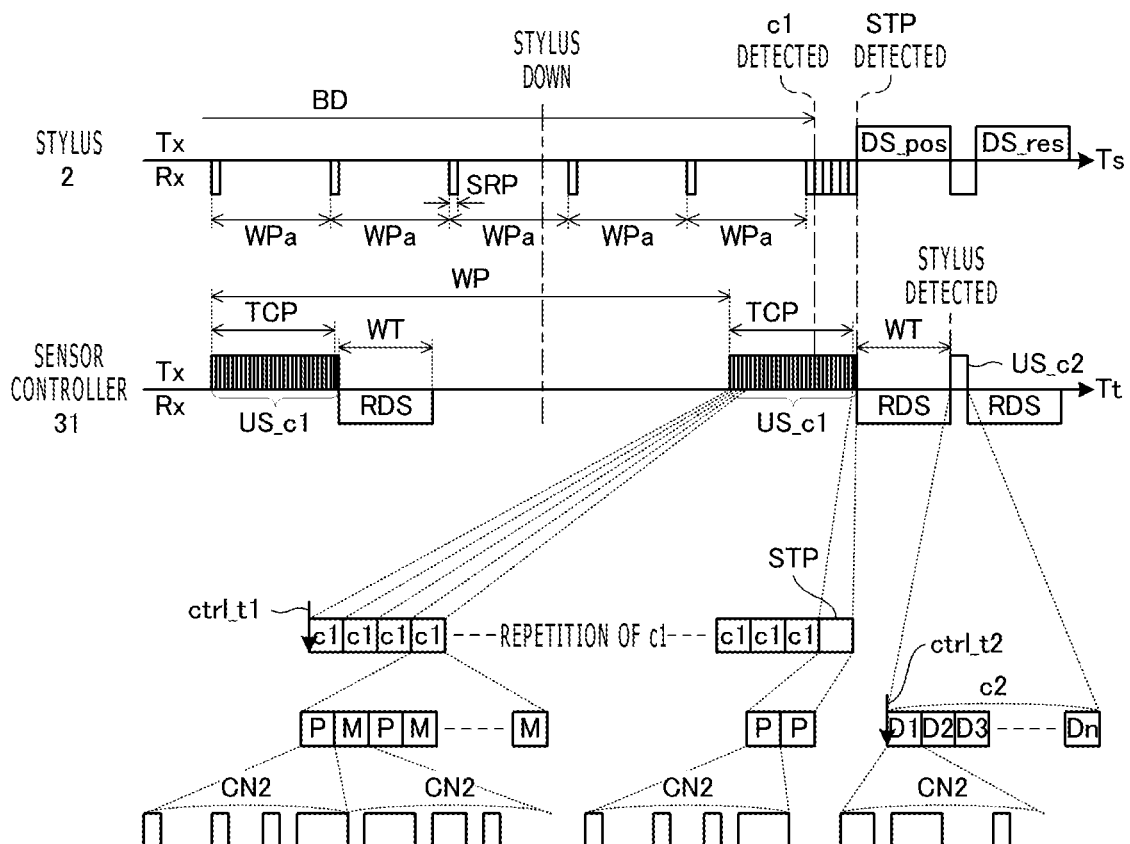 c1
DETECTED
STP
DETECTED
STYLUS
DOWN
BD
STYLUS
2
Tx
Rx
DS_pos
DS_res
Ts
SRP
WPa
WPa
WPa
WPa
WPa
WP
STYLUS
DETECTED
TCP
WT
TCP
WT
SENSOR
CONTROLLER
31
Tx
Rx
US_c2
Tt
US_c1
RDS
US_c1
RDS
RDS
STP
ctrl_t1
c1 c1 c1 c1 REPETITION OF c1 c1 c1 c1
ctrl_t2
c2
P M P M M
P P
D1 D2 D3 Dn
CN2
CN2
CN2
CN2